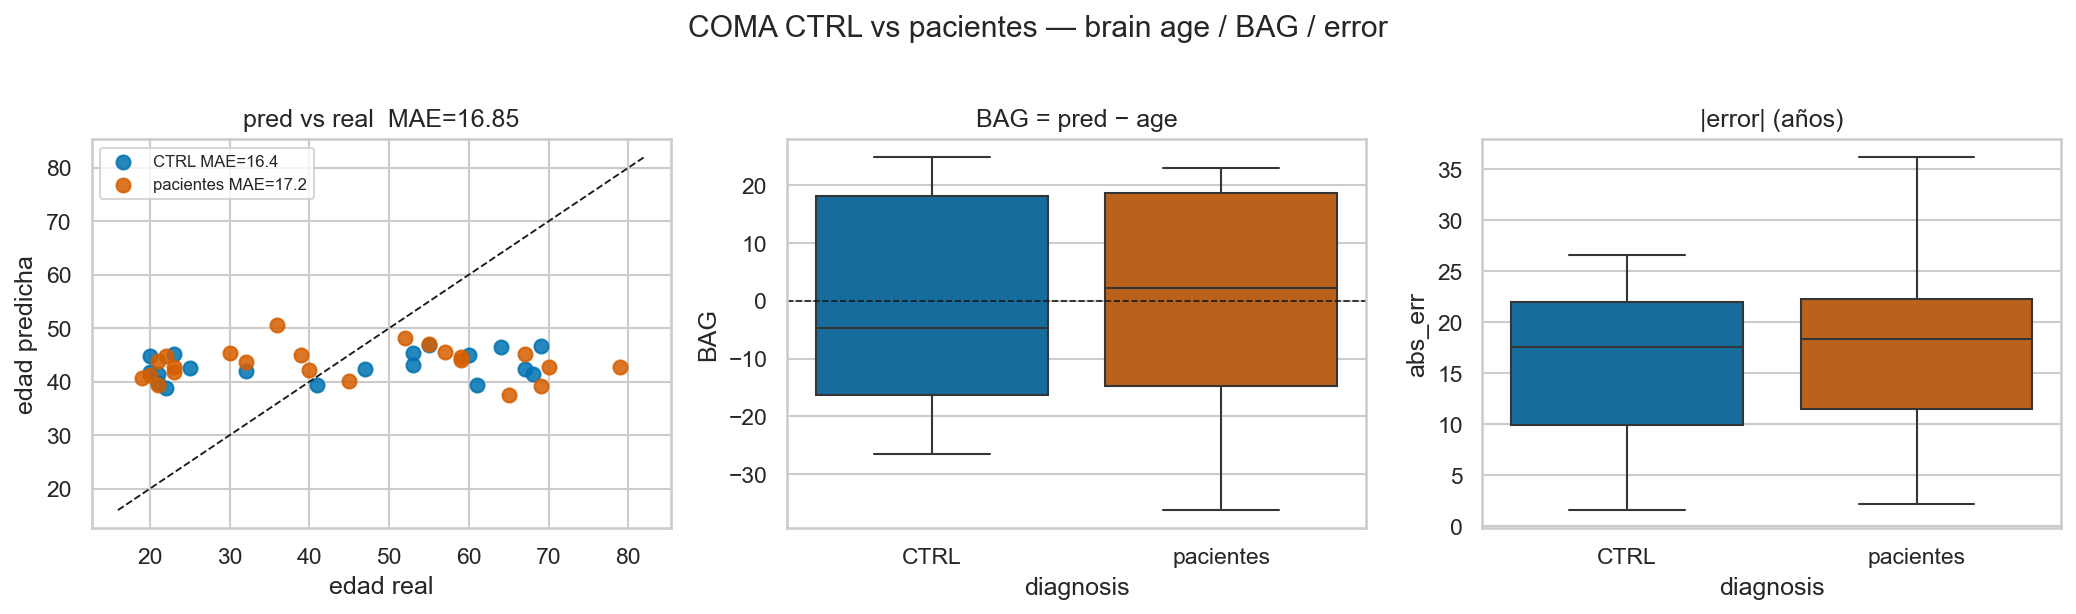 COMA CTRL vs pacientes — brain age / BAG / error
pred vs real  MAE=16.85
CTRL MAE=16.4
pacientes MAE=17.2
80
70
60
50
40
30
20
edad predicha
20 30 40 50 60 70 80
edad real
BAG = pred − age
20
10
0
−10
−20
−30
BAG
CTRL pacientes
diagnosis
|error| (años)
35
30
25
20
15
10
5
0
abs_err
CTRL pacientes
diagnosis